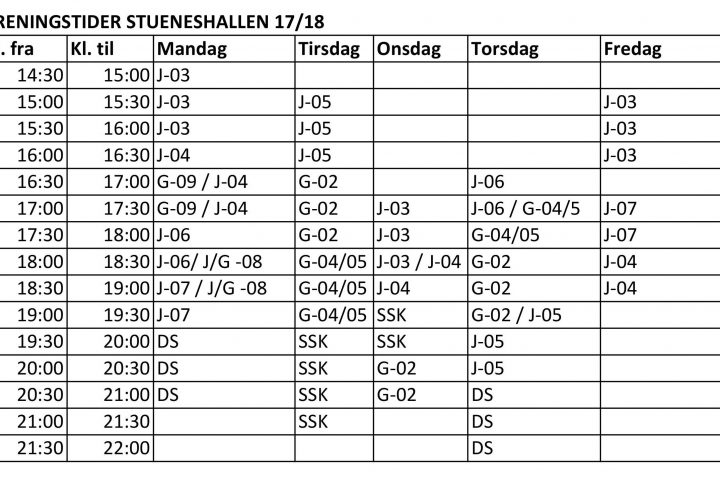 RENINGSTIDER STUENESHALLEN 17/18
. fra Kl. til Mandag Tirsdag Onsdag Torsdag Fredag
14:30 15:00 J-03
15:00 15:30 J-03 J-05 J-03
15:30 16:00 J-03 J-05 J-03
16:00 16:30 J-04 J-05 J-03
16:30 17:00 G-09 / J-04 G-02 J-06
17:00 17:30 G-09 / J-04 G-02 J-03 J-06 / G-04/5 J-07
17:30 18:00 J-06 G-02 J-03 G-04/05 J-07
18:00 18:30 J-06/ J/G -08 G-04/05 J-03 / J-04 G-02 J-04
18:30 19:00 J-07 / J/G -08 G-04/05 J-04 G-02 J-04
19:00 19:30 J-07 G-04/05 SSK G-02 / J-05
19:30 20:00 DS SSK SSK J-05
20:00 20:30 DS SSK G-02 J-05
20:30 21:00 DS SSK G-02 DS
21:00 21:30 SSK DS
21:30 22:00 DS